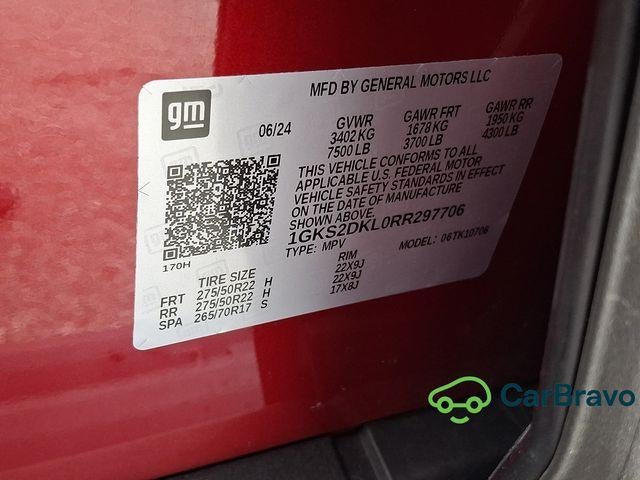 gm
MFD BY GENERAL MOTORS LLC
06/24
GVWR GAWR FRT GAWR RR
3402 KG 1678 KG 1950 KG
7500 LB 3700 LB 4300 LB
THIS VEHICLE CONFORMS TO ALL
APPLICABLE U.S. FEDERAL MOTOR
VEHICLE SAFETY STANDARDS IN EFFECT
ON THE DATE OF MANUFACTURE
SHOWN ABOVE.
1GKS2DKL0RR297706
TYPE: MPV MODEL: 06TK10706
170H
TIRE SIZE RIM
FRT 275/50R22 H 22X9J
RR 275/50R22 H 22X9J
SPA 265/70R17 S 17X8J
CarBravo